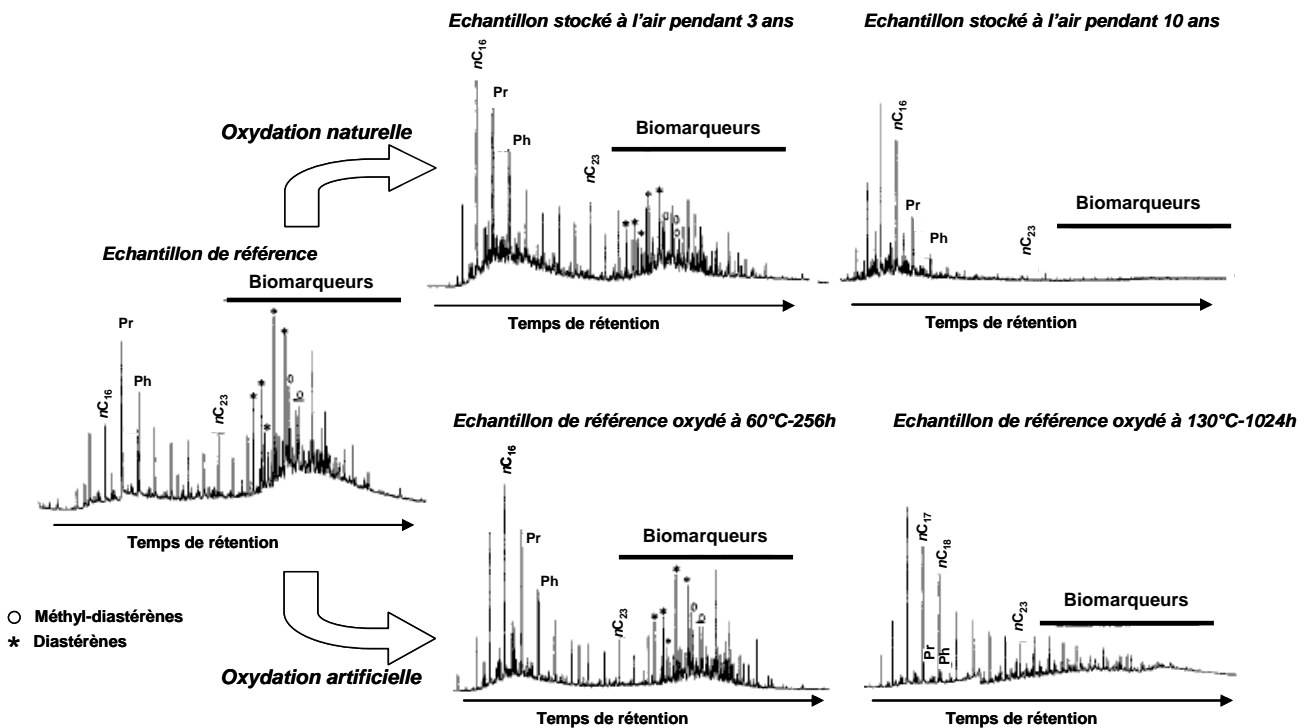 Echantillon stocké à l'air pendant 3 ans
Echantillon stocké à l'air pendant 10 ans
nC16
Pr
Ph
nC23
Biomarqueurs
Temps de rétention
nC16
Pr
Ph
nC23
Biomarqueurs
Temps de rétention
Oxydation naturelle
Echantillon de référence
Biomarqueurs
nC16
Pr
Ph
nC23
Temps de rétention
Echantillon de référence oxydé à 60°C-256h
Echantillon de référence oxydé à 130°C-1024h
nC16
Pr
Ph
nC23
Biomarqueurs
Temps de rétention
nC17
nC18
Pr
Ph
nC23
Biomarqueurs
Temps de rétention
o Méthyl-diastérènes
* Diastérènes
Oxydation artificielle